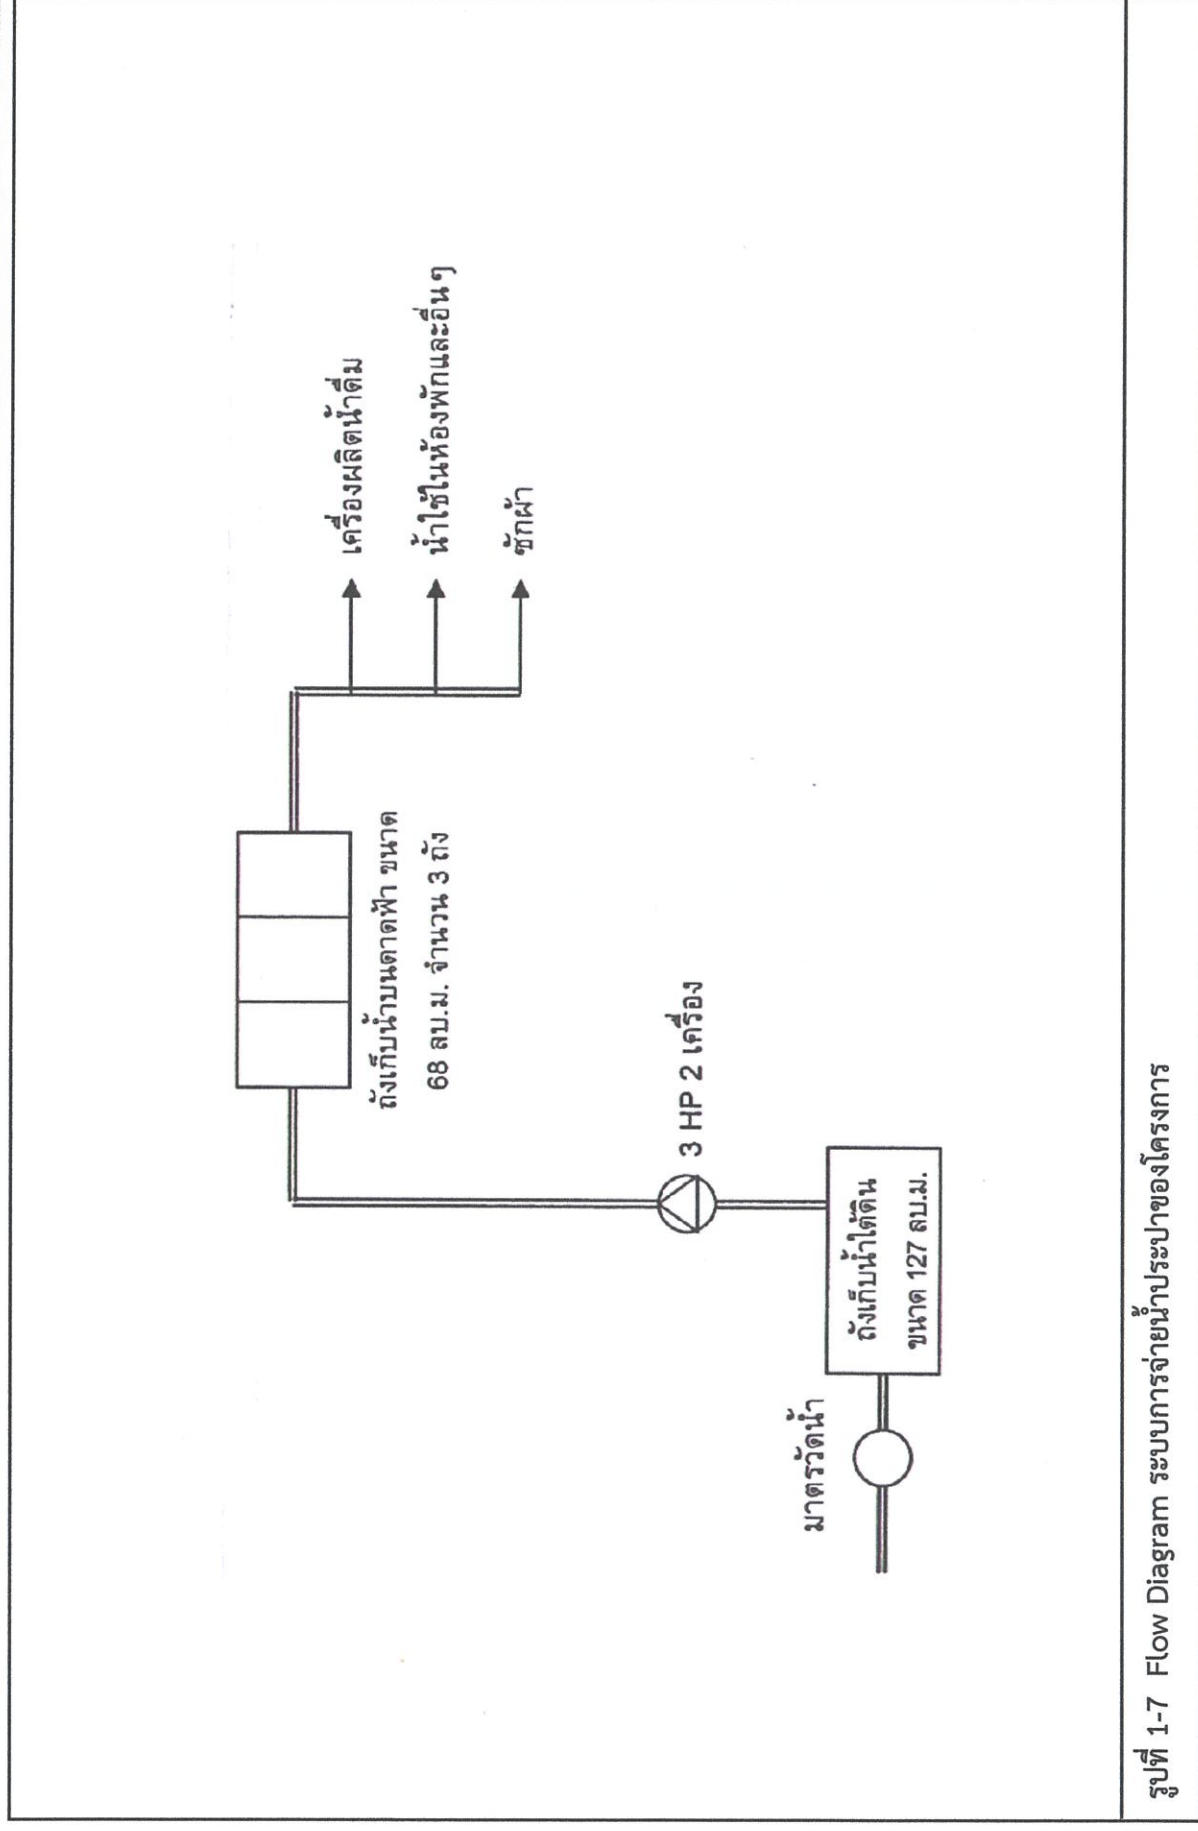 เครื่องผลิตน้ำดื่ม
น้ำใช้ในห้องพักและอื่นๆ
ซักผ้า
ถังเก็บน้ำบนดาดฟ้า ขนาด
68 ลบ.ม. จำนวน 3 ถัง
3 HP 2 เครื่อง
มาตรวัดน้ำ
ถังเก็บน้ำใต้ดิน
ขนาด 127 ลบ.ม.
รูปที่ 1-7 Flow Diagram ระบบการจ่ายน้ำประปาของโครงการ